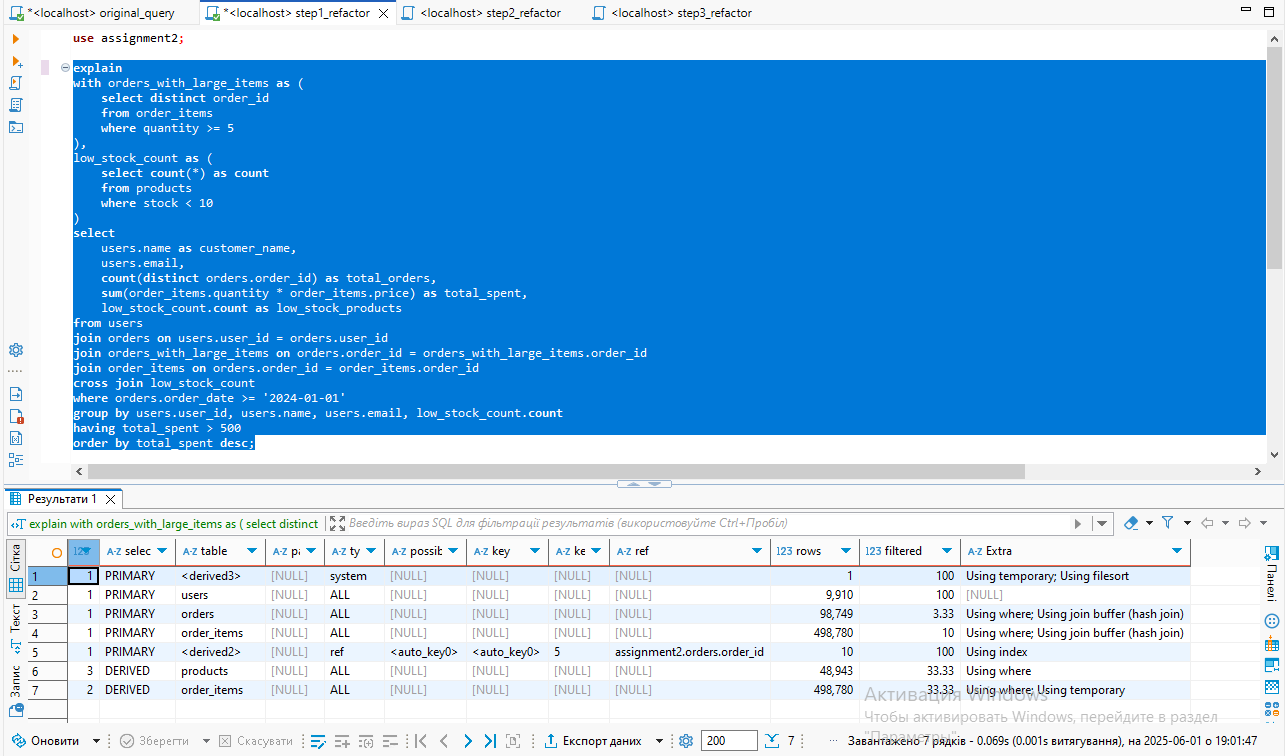 *<localhost> original_query
*<localhost> step1_refactor
<localhost> step2_refactor
<localhost> step3_refactor
use assignment2;
explain
with orders_with_large_items as (
select distinct order_id
from order_items
where quantity >= 5
),
low_stock_count as (
select count(*) as count
from products
where stock < 10
)
select
users.name as customer_name,
users.email,
count(distinct orders.order_id) as total_orders,
sum(order_items.quantity * order_items.price) as total_spent,
low_stock_count.count as low_stock_products
from users
join orders on users.user_id = orders.user_id
join orders_with_large_items on orders.order_id = orders_with_large_items.order_id
join order_items on orders.order_id = order_items.order_id
cross join low_stock_count
where orders.order_date >= '2024-01-01'
group by users.user_id, users.name, users.email, low_stock_count.count
having total_spent > 500
order by total_spent desc;
Результати 1
explain with orders_with_large_items as ( select distinct
Введіть вираз SQL для фільтрації результатів (використовуйте Ctrl+Пробіл)
Сітка
Текст
Запис
Панелі
123 A-Z selec A-Z table A-Z pa A-Z ty A-Z possib A-Z key A-Z ke A-Z ref 123 rows 123 filtered A-Z Extra
1 1 PRIMARY <derived3> [NULL] system [NULL] [NULL] [NULL] [NULL] 1 100 Using temporary; Using filesort
2 1 PRIMARY users [NULL] ALL [NULL] [NULL] [NULL] [NULL] 9,910 100 [NULL]
3 1 PRIMARY orders [NULL] ALL [NULL] [NULL] [NULL] [NULL] 98,749 3.33 Using where; Using join buffer (hash join)
4 1 PRIMARY order_items [NULL] ALL [NULL] [NULL] [NULL] [NULL] 498,780 10 Using where; Using join buffer (hash join)
5 1 PRIMARY <derived2> [NULL] ref <auto_key0> <auto_key0> 5 assignment2.orders.order_id 10 100 Using index
6 3 DERIVED products [NULL] ALL [NULL] [NULL] [NULL] [NULL] 48,943 33.33 Using where
7 2 DERIVED order_items [NULL] ALL [NULL] [NULL] [NULL] [NULL] 498,780 33.33 Using where; Using temporary
Активация Windows
Чтобы активировать Windows, перейдите в раздел
"Параметры".
Оновити Зберегти Скасувати Експорт даних 200 7 Завантажено 7 рядків - 0.069s (0.001s витягування), на 2025-06-01 о 19:01:47